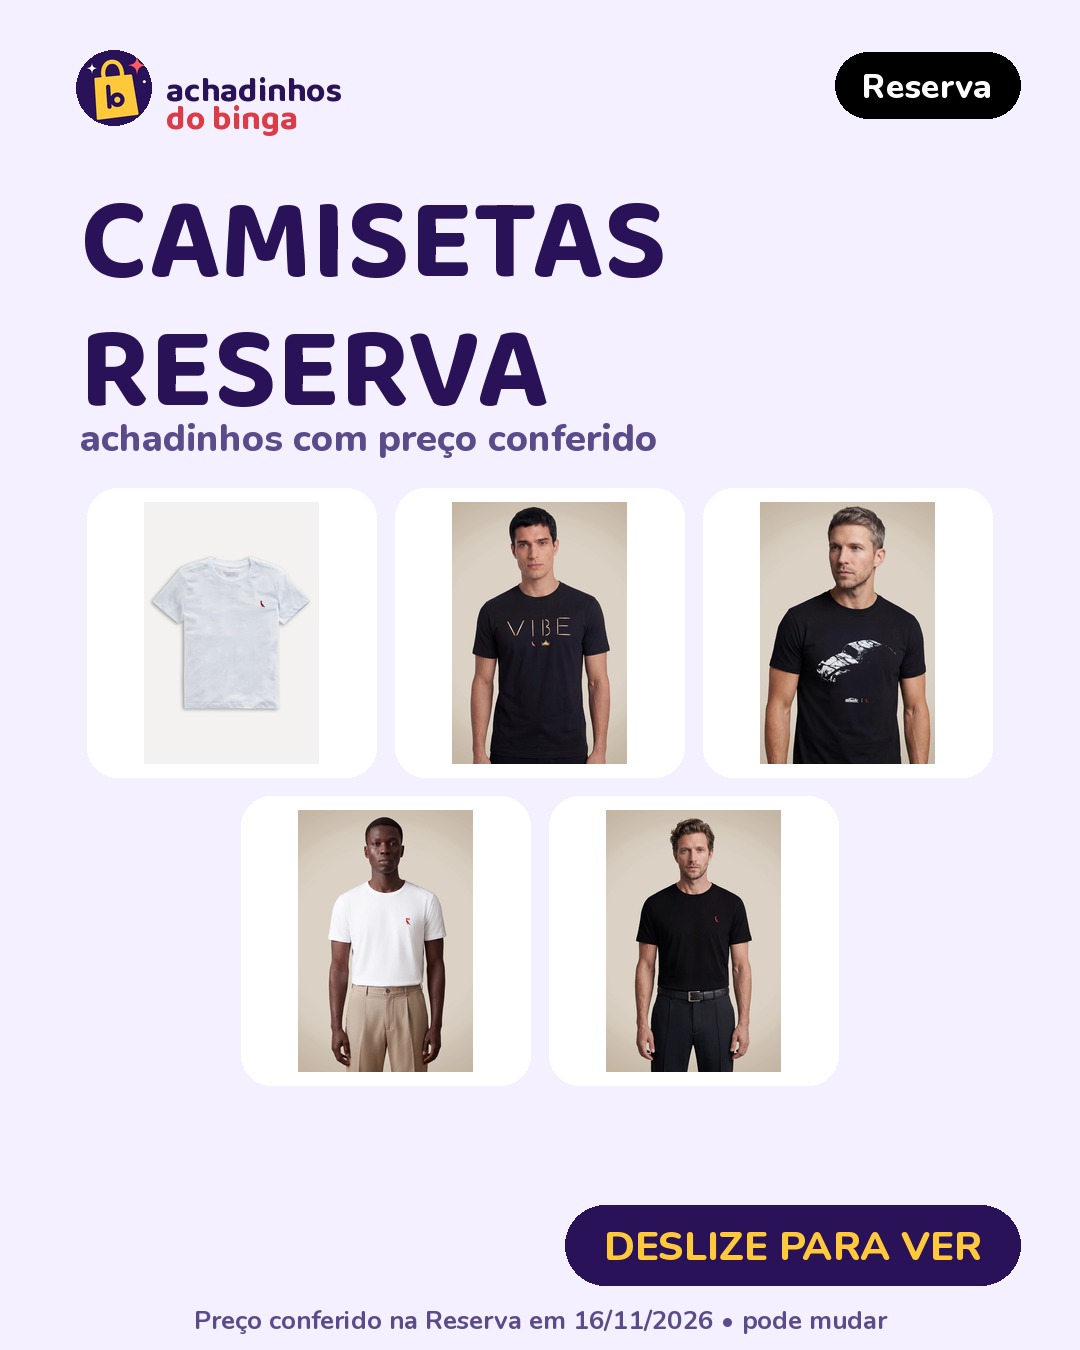 b
achadinhos
do binga
Reserva
CAMISETAS
RESERVA
achadinhos com preço conferido
VIBE
DESLIZE PARA VER
Preço conferido na Reserva em 16/11/2026 • pode mudar